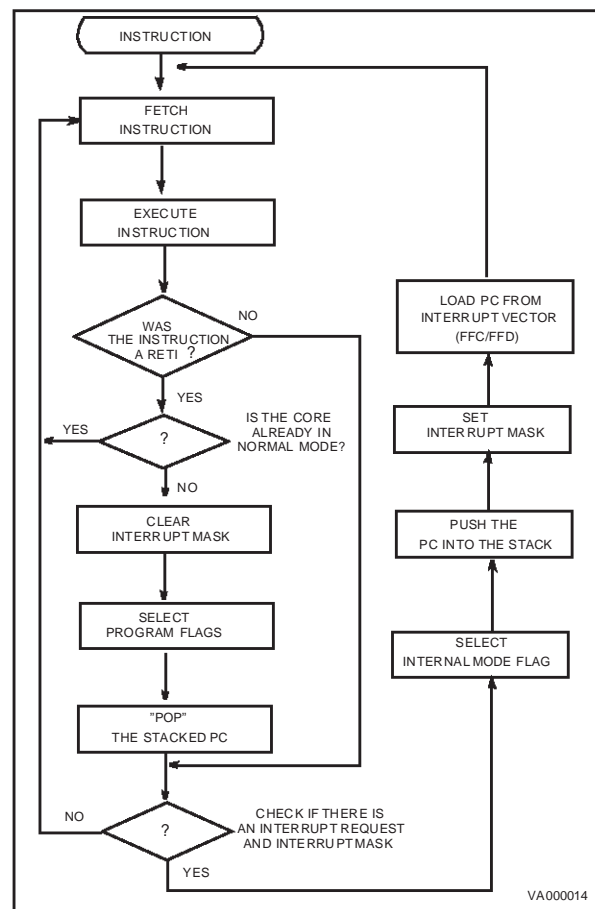 INSTRUCTION
FETCH
INSTRUCTION
EXECUTE
INSTRUCTION
WAS
THE INSTRUCTION
A RETI ?
NO
YES
?
YES
IS THE CORE
ALREADY IN
NORMAL MODE?
NO
CLEAR
INTERRUPT MASK
SELECT
PROGRAM FLAGS
"POP"
THE STACKED PC
?
NO
YES
CHECK IF THERE IS
AN INTERRUPT REQUEST
AND INTERRUPT MASK
SELECT
INTERNAL MODE FLAG
PUSH THE
PC INTO THE STACK
SET
INTERRUPT MASK
LOAD PC FROM
INTERRUPT VECTOR
(FFC/FFD)
VA000014